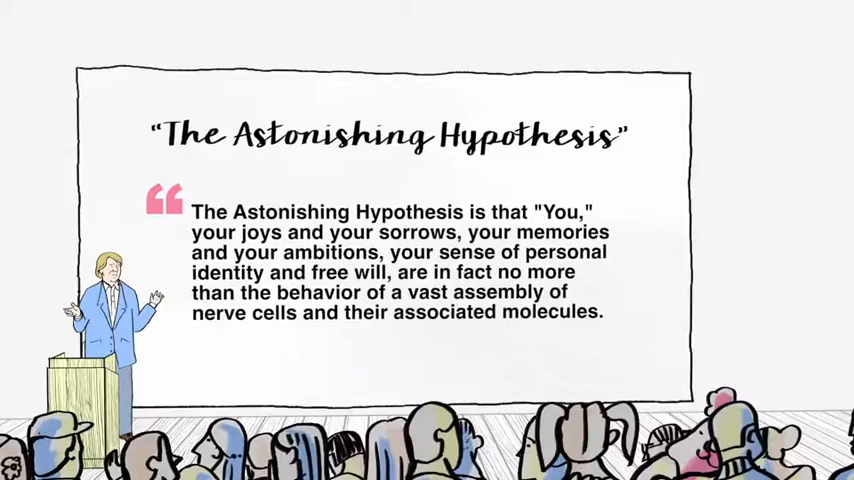 “The Astonishing Hypothesis”
The Astonishing Hypothesis is that "You,"
your joys and your sorrows, your memories
and your ambitions, your sense of personal
identity and free will, are in fact no more
than the behavior of a vast assembly of
nerve cells and their associated molecules.